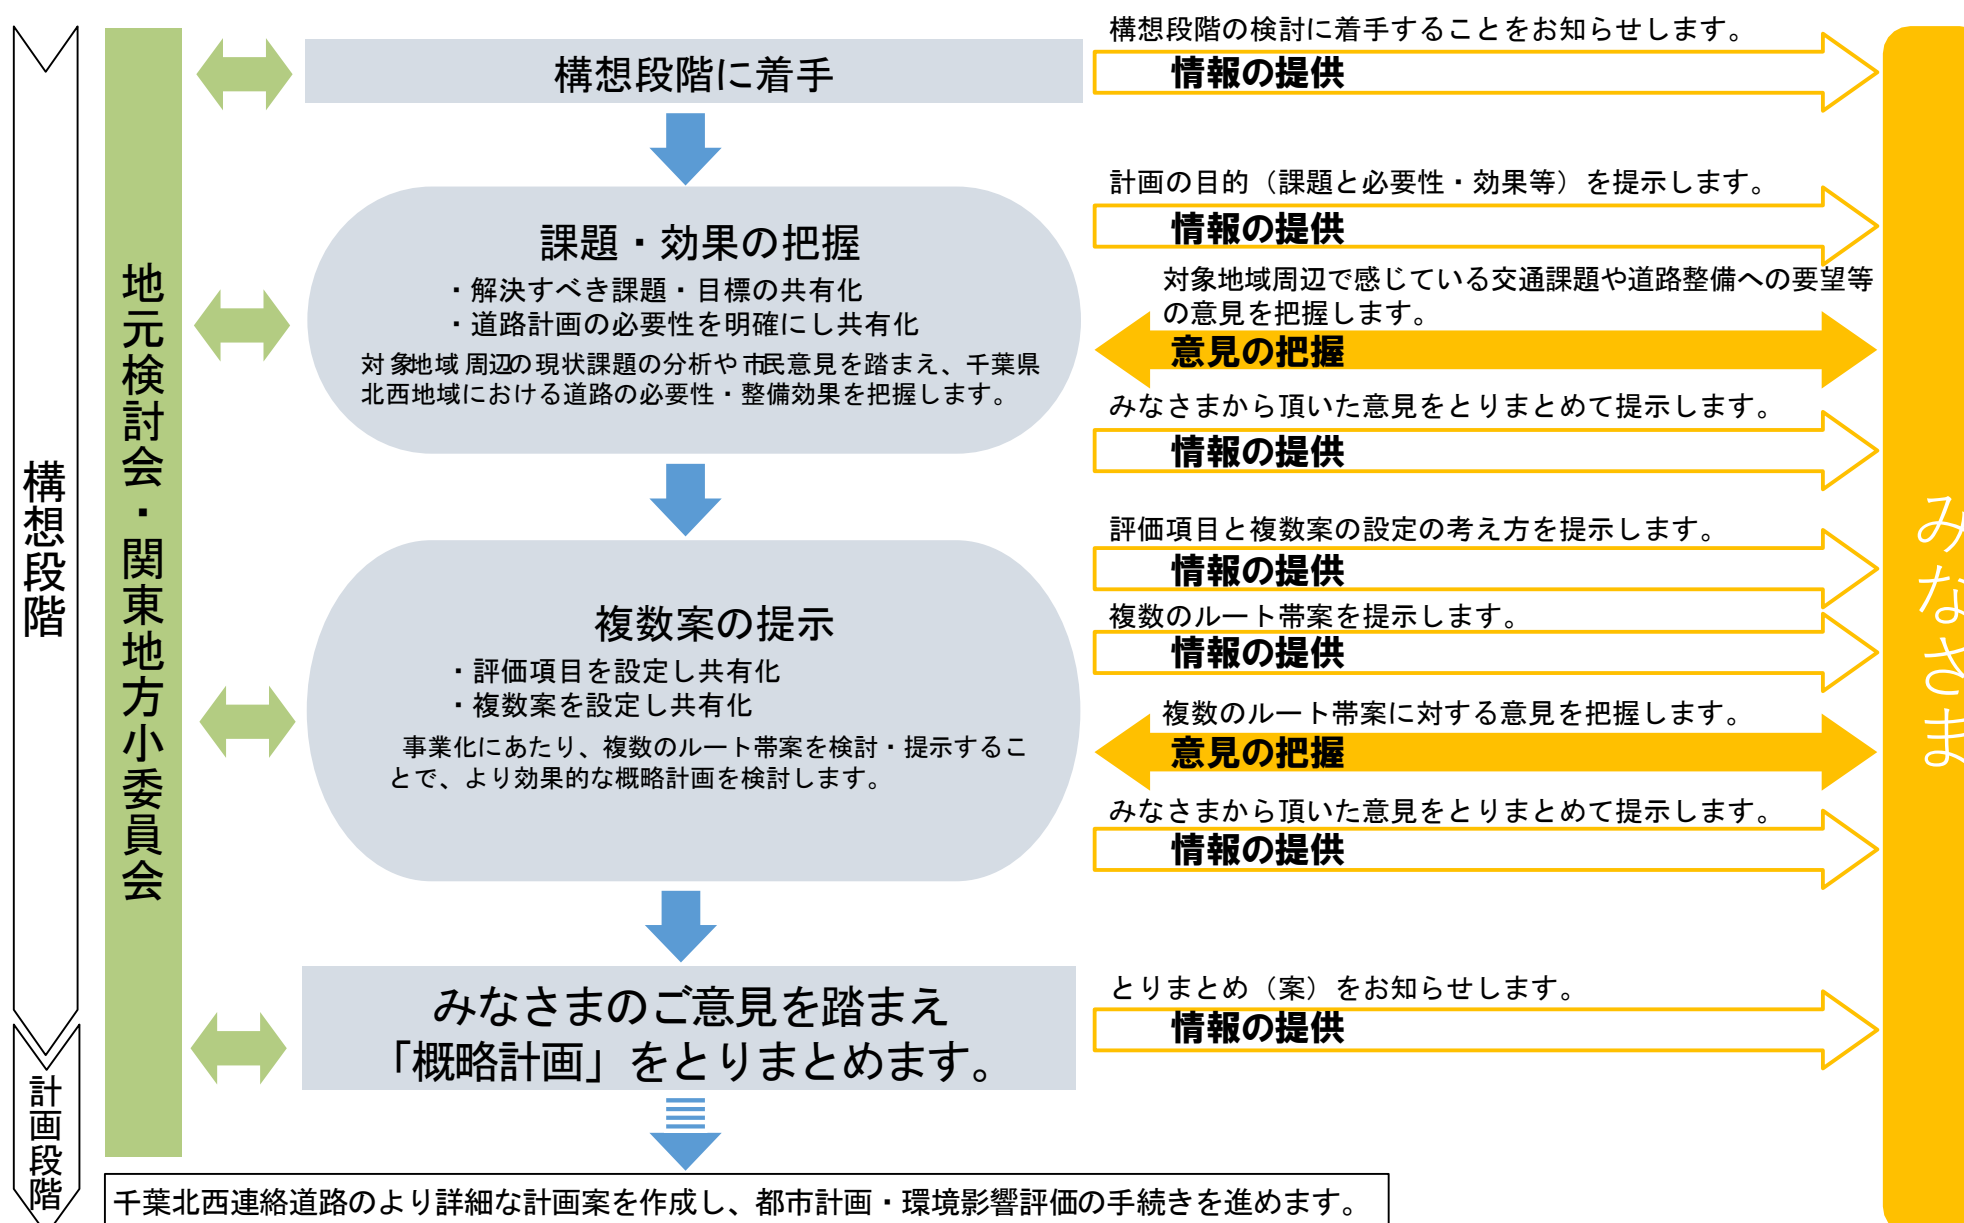 構想段階
計画段階
地元検討会・関東地方小委員会
構想段階に着手
課題・効果の把握
・解決すべき課題・目標の共有化
・道路計画の必要性を明確にし共有化
対象地域周辺の現状課題の分析や市民意見を踏まえ、千葉県
北西地域における道路の必要性・整備効果を把握します。
複数案の提示
・評価項目を設定し共有化
・複数案を設定し共有化
事業化にあたり、複数のルート帯案を検討・提示するこ
とで、より効果的な概略計画を検討します。
みなさまのご意見を踏まえ
「概略計画」をとりまとめます。
千葉北西連絡道路のより詳細な計画案を作成し、都市計画・環境影響評価の手続きを進めます。
構想段階の検討に着手することをお知らせします。
情報の提供
計画の目的（課題と必要性・効果等）を提示します。
情報の提供
対象地域周辺で感じている交通課題や道路整備への要望等
の意見を把握します。
意見の把握
みなさまから頂いた意見をとりまとめて提示します。
情報の提供
評価項目と複数案の設定の考え方を提示します。
情報の提供
複数のルート帯案を提示します。
情報の提供
複数のルート帯案に対する意見を把握します。
意見の把握
みなさまから頂いた意見をとりまとめて提示します。
情報の提供
とりまとめ（案）をお知らせします。
情報の提供
みなさま